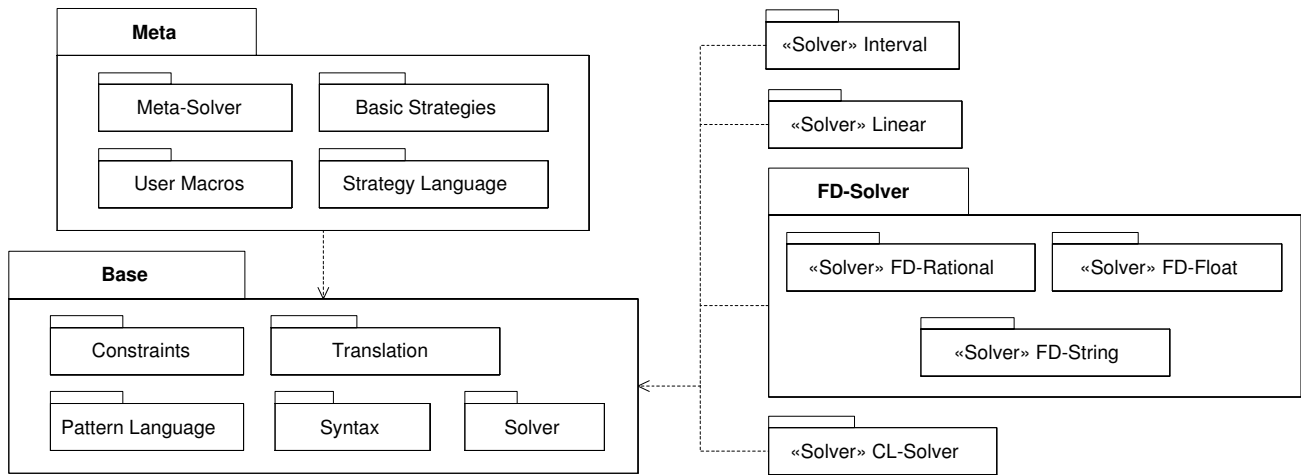 Meta
Meta-Solver
Basic Strategies
User Macros
Strategy Language
Base
Constraints
Translation
Pattern Language
Syntax
Solver
«Solver» Interval
«Solver» Linear
FD-Solver
«Solver» FD-Rational
«Solver» FD-Float
«Solver» FD-String
«Solver» CL-Solver